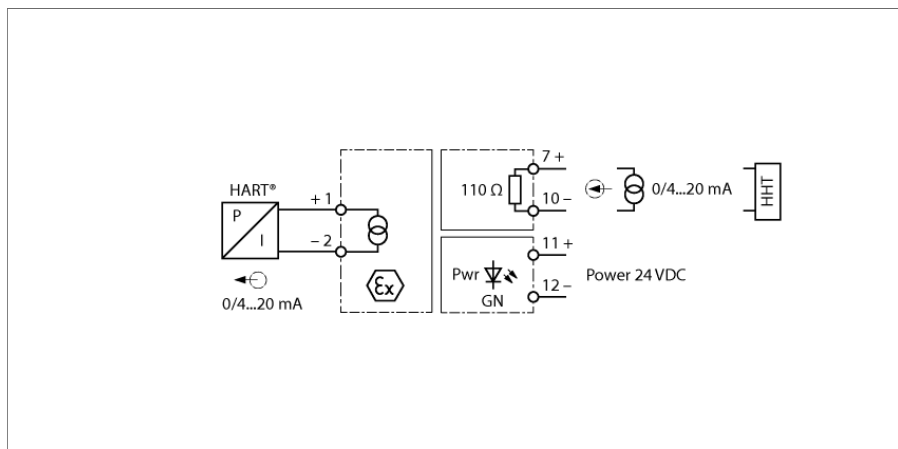 HART®
P
I
0/4...20 mA
+ 1
– 2
Ex
110 Ω
7 +
10 –
0/4...20 mA
HHT
Pwr
GN
11 +
12 –
Power 24 VDC